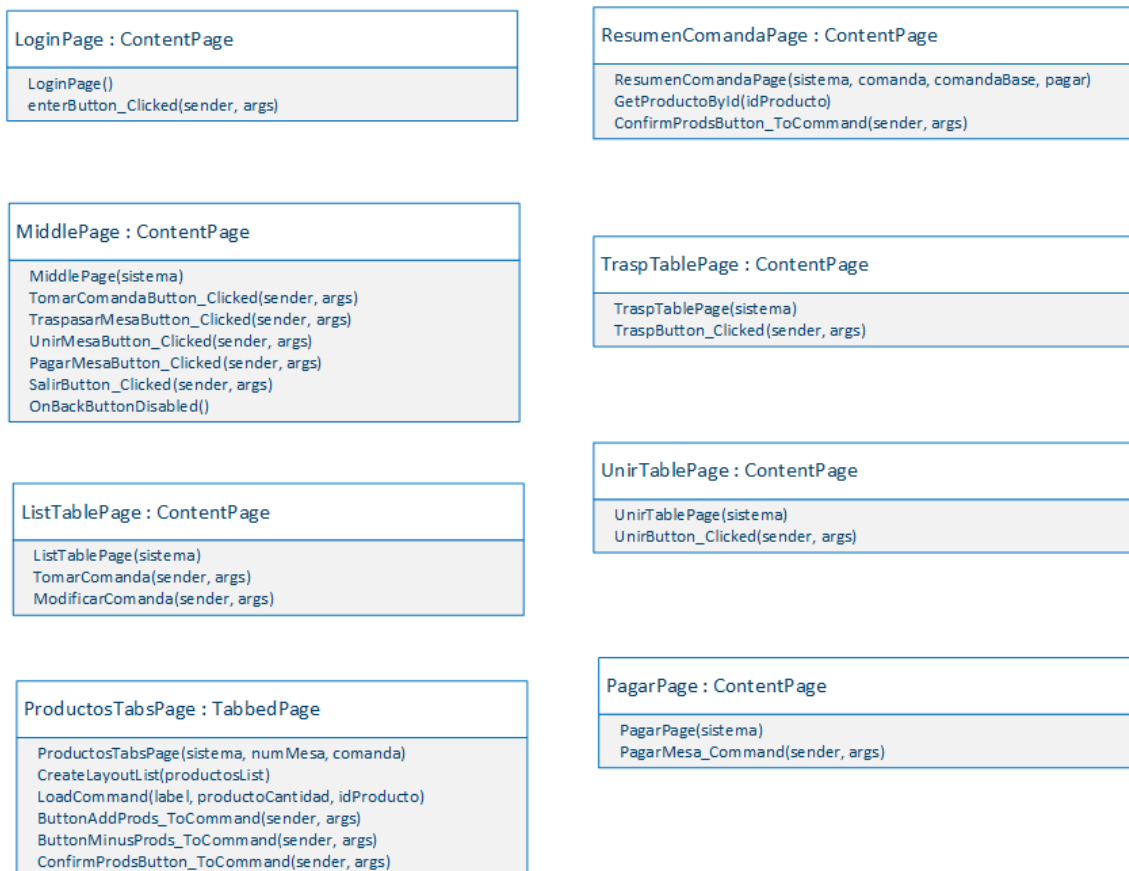 LoginPage : ContentPage
LoginPage()
enterButton_Clicked(sender, args)
MiddlePage : ContentPage
MiddlePage(sistema)
TomarComandaButton_Clicked(sender, args)
TraspasarMesaButton_Clicked(sender, args)
UnirMesaButton_Clicked(sender, args)
PagarMesaButton_Clicked(sender, args)
SalirButton_Clicked(sender, args)
OnBackButtonDisabled()
ListTablePage : ContentPage
ListTablePage(sistema)
TomarComanda(sender, args)
ModificarComanda(sender, args)
ProductosTabsPage : TabbedPage
ProductosTabsPage(sistema, numMesa, comanda)
CreateLayoutList(productosList)
LoadCommand(label, productoCantidad, idProducto)
ButtonAddProds_ToCommand(sender, args)
ButtonMinusProds_ToCommand(sender, args)
ConfirmProdsButton_ToCommand(sender, args)
ResumenComandaPage : ContentPage
ResumenComandaPage(sistema, comanda, comandaBase, pagar)
GetProductoById(idProducto)
ConfirmProdsButton_ToCommand(sender, args)
TraspTablePage : ContentPage
TraspTablePage(sistema)
TraspButton_Clicked(sender, args)
UnirTablePage : ContentPage
UnirTablePage(sistema)
UnirButton_Clicked(sender, args)
PagarPage : ContentPage
PagarPage(sistema)
PagarMesa_Command(sender, args)